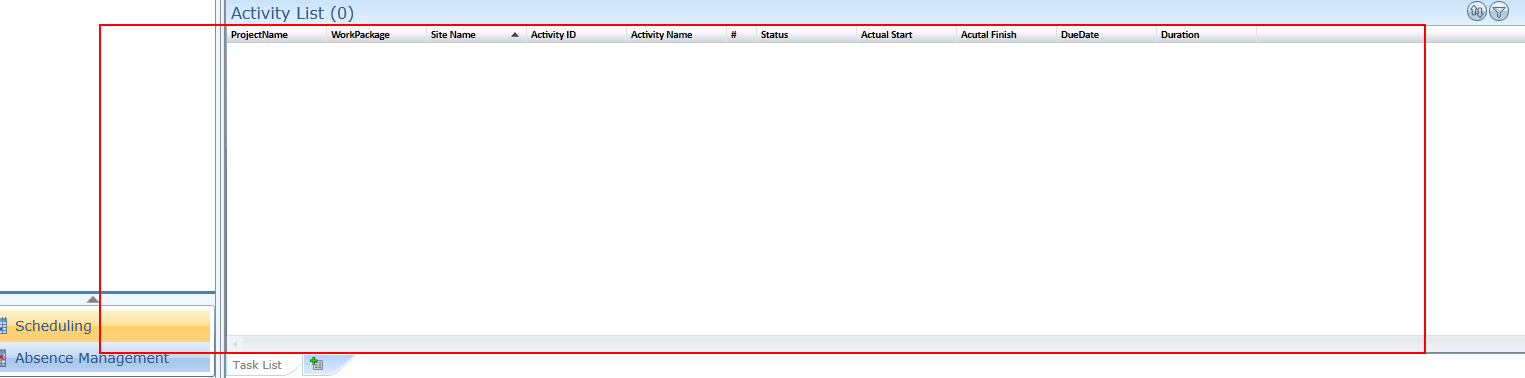 Activity List (0)
ProjectName WorkPackage Site Name Activity ID Activity Name # Status Actual Start Acutal Finish DueDate Duration
Scheduling
Absence Management
Task List